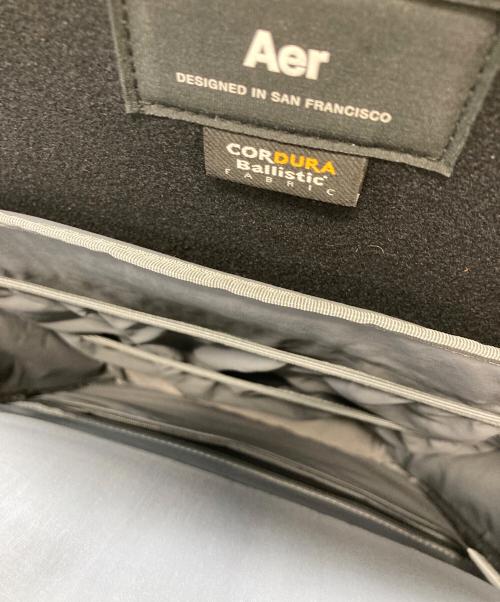 Aer
DESIGNED IN SAN FRANCISCO
CORDURA
Ballistic®
FABRIC